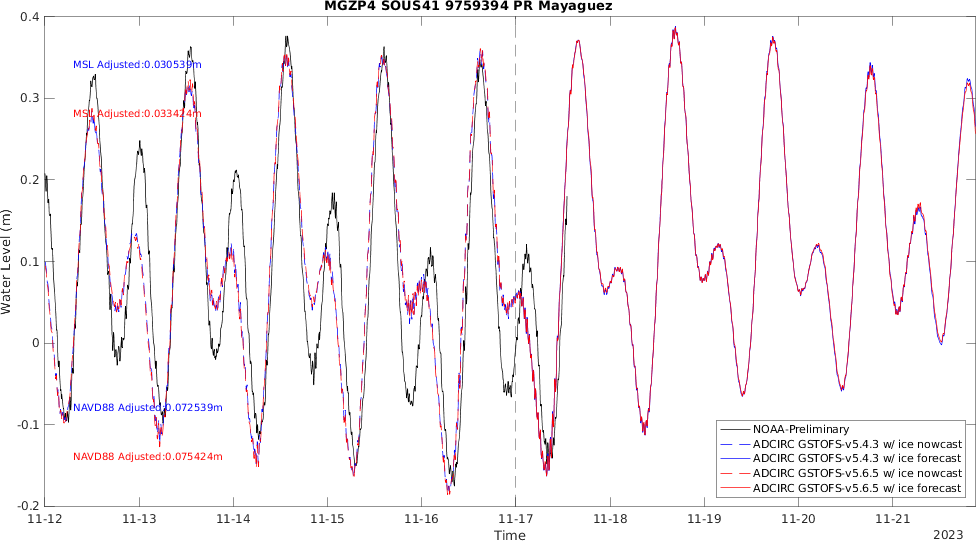 MGZP4 SOUS41 9759394 PR Mayaguez
0.4
0.3
0.2
0.1
0
-0.1
-0.2
Water Level (m)
MSL Adjusted:0.030539m
MSL Adjusted:0.033424m
NAVD88 Adjusted:0.072539m
NAVD88 Adjusted:0.075424m
NOAA-Preliminary
ADCIRC GSTOFS-v5.4.3 w/ ice nowcast
ADCIRC GSTOFS-v5.4.3 w/ ice forecast
ADCIRC GSTOFS-v5.6.5 w/ ice nowcast
ADCIRC GSTOFS-v5.6.5 w/ ice forecast
11-12 11-13 11-14 11-15 11-16 11-17 11-18 11-19 11-20 11-21
Time
2023